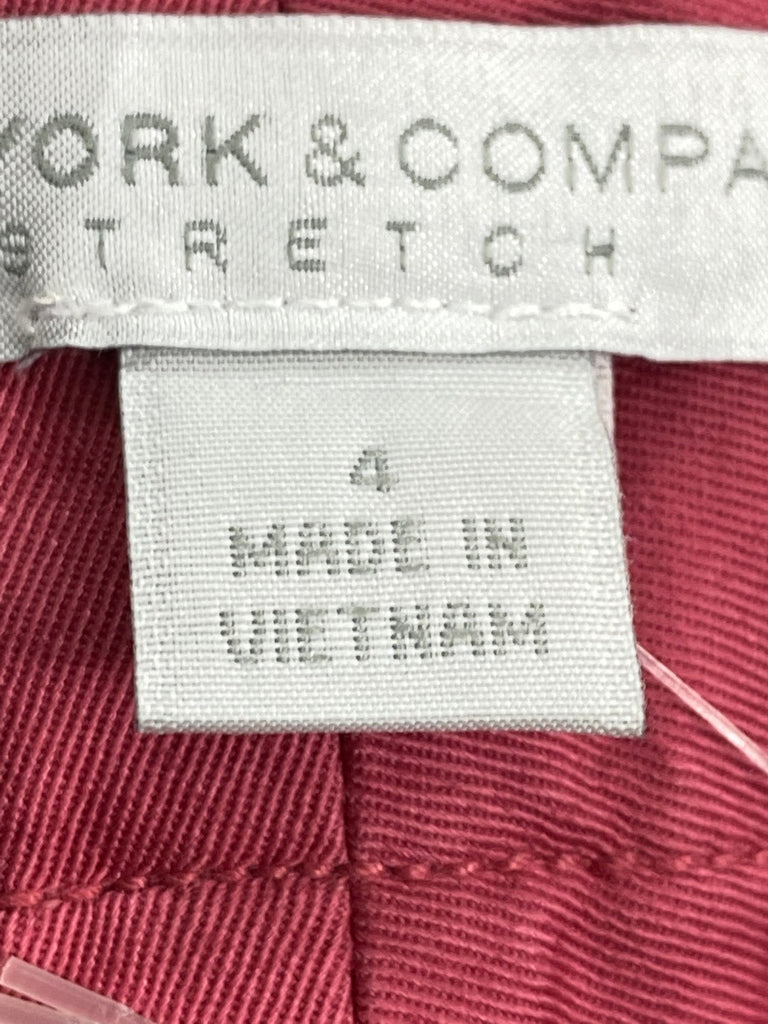 YORK & COMPA
STRETCH
4
MADE IN
VIETNAM